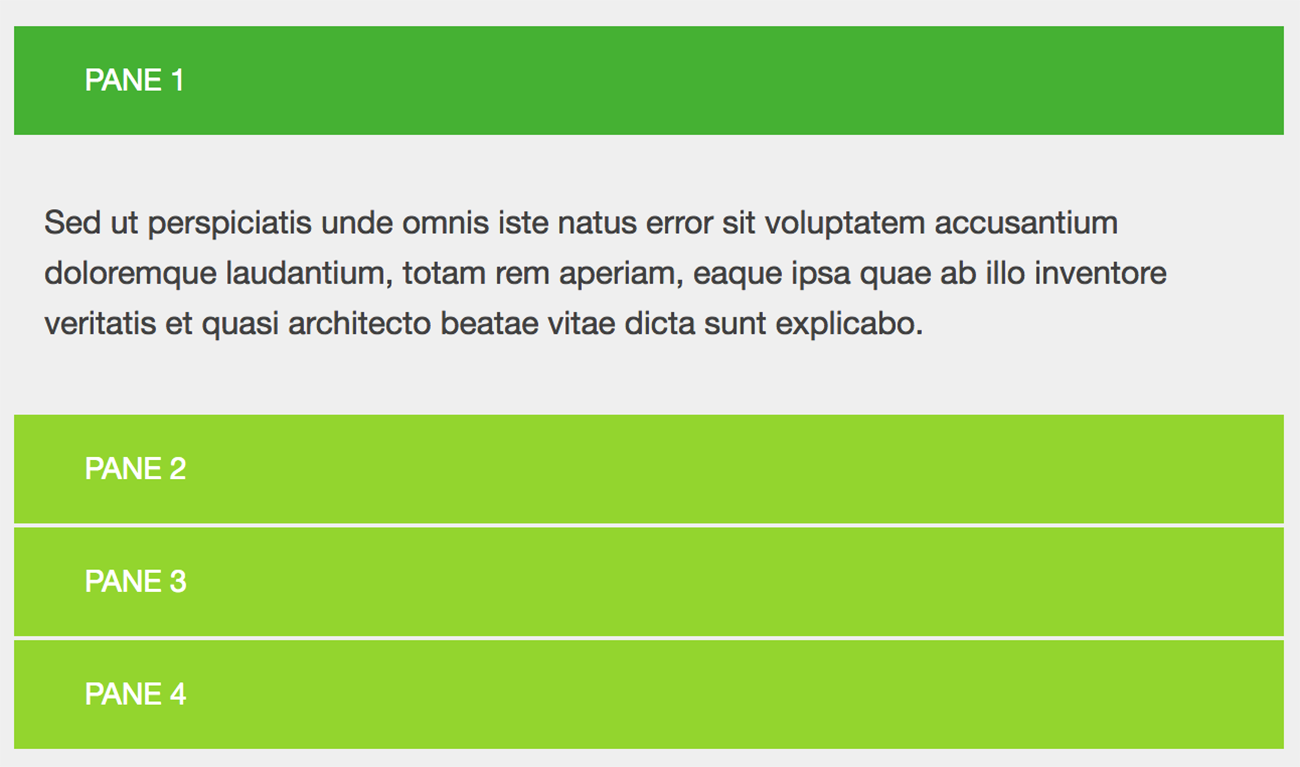 PANE 1
Sed ut perspiciatis unde omnis iste natus error sit voluptatem accusantium
doloremque laudantium, totam rem aperiam, eaque ipsa quae ab illo inventore
veritatis et quasi architecto beatae vitae dicta sunt explicabo.
PANE 2
PANE 3
PANE 4